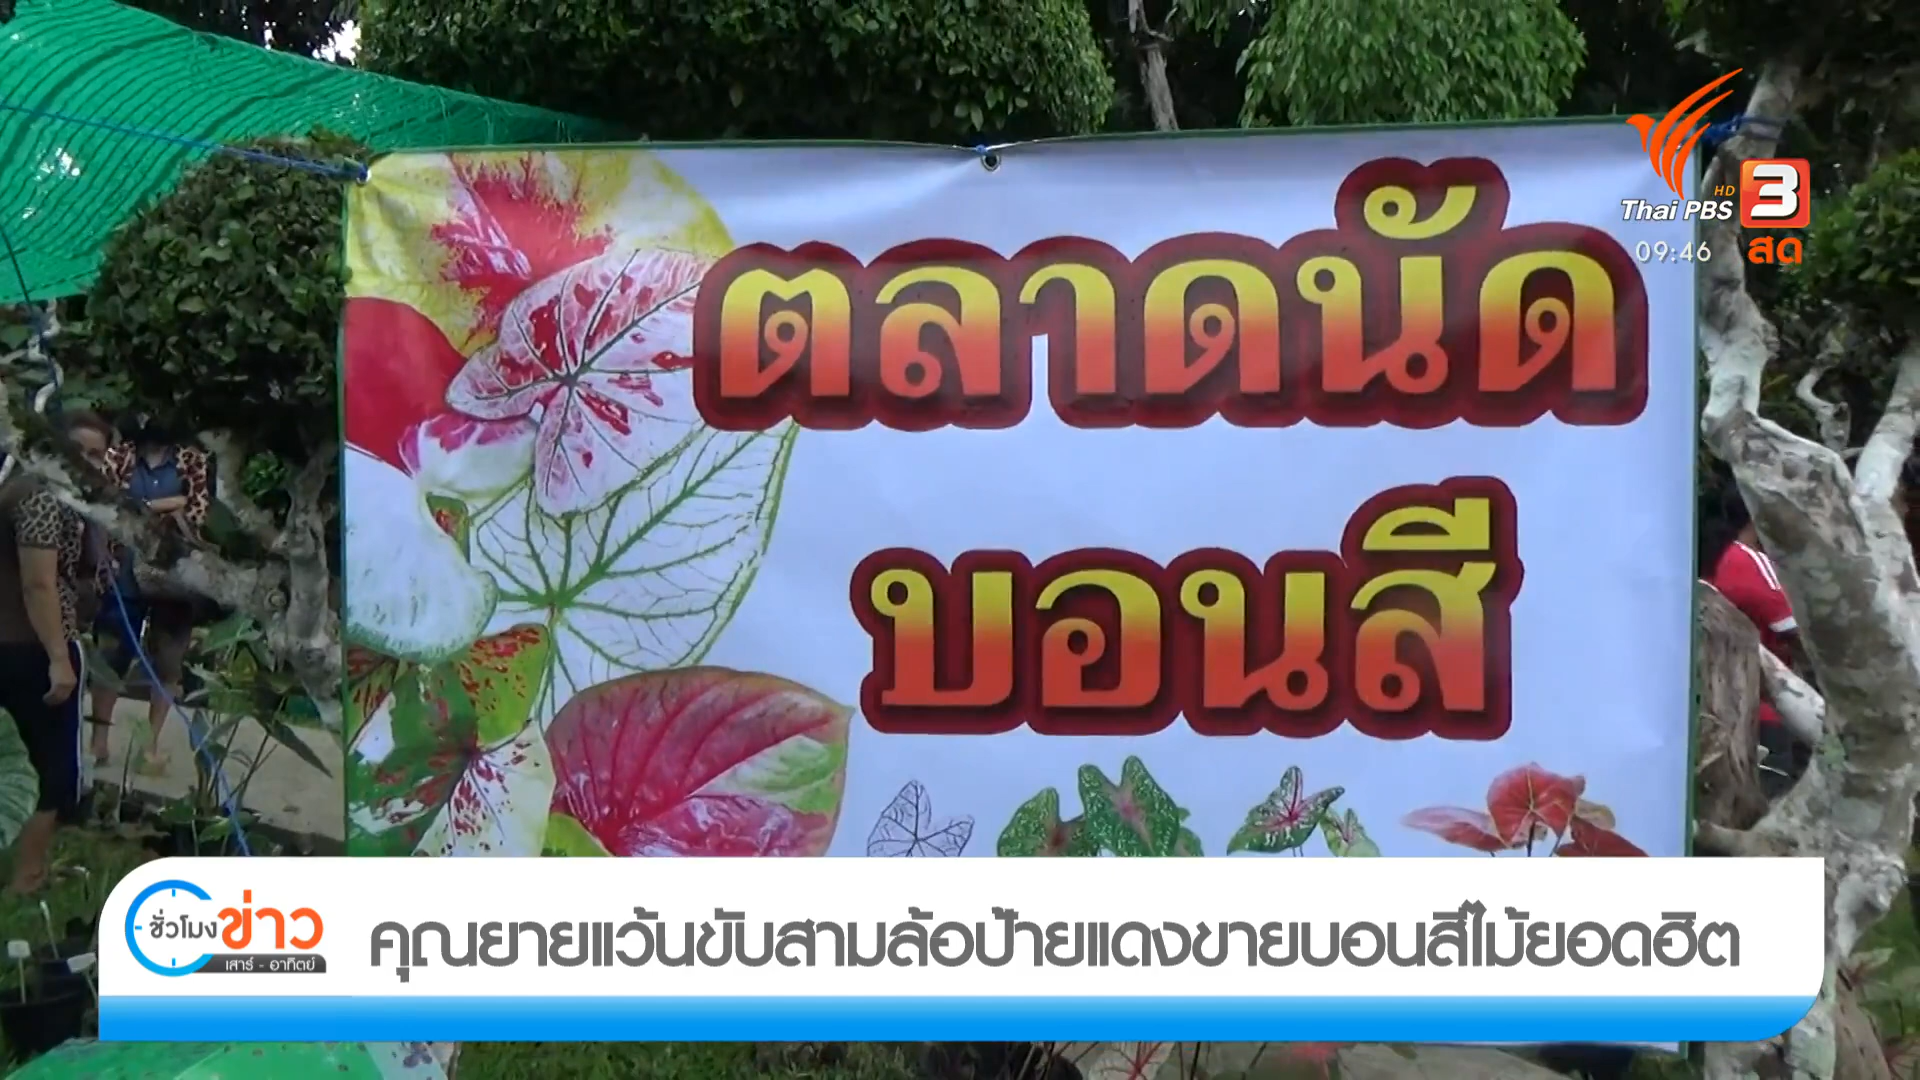 ตลาดนัด
บอนสี
HD
Thai PBS
3
09:46
สด
ชั่วโมง
ข่าว
เสาร์ - อาทิตย์
คุณยายแว้นขับสามล้อป้ายแดงขายบอนสีไม้ยอดฮิต